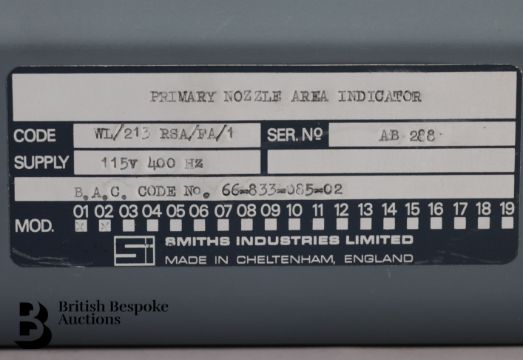 PRIMARY NOZZLE AREA INDICATOR
CODE WL/213 RSA/FA/1 SER. Nº AB 288
SUPPLY 115v 400 Hz
B.A.C. CODE No. 66-833-085-02
MOD. 01 02 03 04 05 06 07 08 09 10 11 12 13 14 15 16 17 18 19
SMITHS INDUSTRIES LIMITED
MADE IN CHELTENHAM, ENGLAND
British Bespoke
Auctions